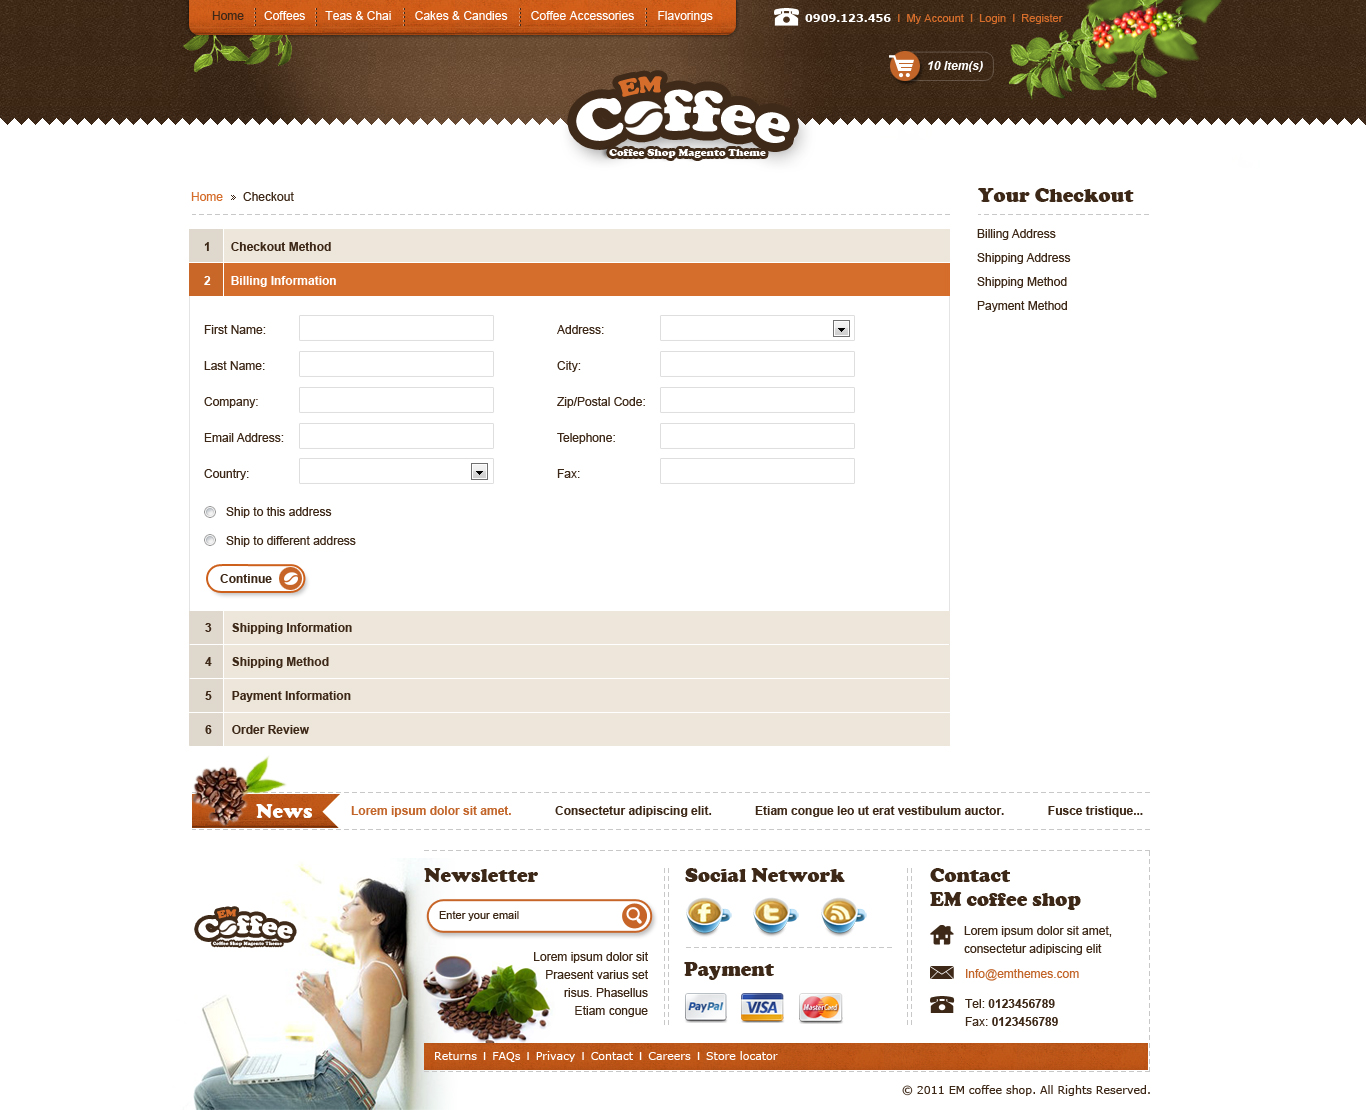 Home Coffees Teas & Chai Cakes & Candies Coffee Accessories Flavorings
0909.123.456 | My Account | Login | Register
10 Item(s)
EM
Coffee
Coffee Shop Magento Theme
Home » Checkout
Your Checkout
Billing Address
Shipping Address
Shipping Method
Payment Method
1 Checkout Method
2 Billing Information
First Name:
Address:
Last Name:
City:
Company:
Zip/Postal Code:
Email Address:
Telephone:
Country:
Fax:
Ship to this address
Ship to different address
Continue
3 Shipping Information
4 Shipping Method
5 Payment Information
6 Order Review
News
Lorem ipsum dolor sit amet. Consectetur adipiscing elit. Etiam congue leo ut erat vestibulum auctor. Fusce tristique...
EM
Coffee
Coffee Shop Magento Theme
Newsletter
Enter your email
Lorem ipsum dolor sit
Praesent varius set
risus. Phasellus
Etiam congue
Social Network
f t
Payment
PayPal VISA MasterCard
Contact
EM coffee shop
Lorem ipsum dolor sit amet,
consectetur adipiscing elit
Info@emthemes.com
Tel: 0123456789
Fax: 0123456789
Returns | FAQs | Privacy | Contact | Careers | Store locator
© 2011 EM coffee shop. All Rights Reserved.